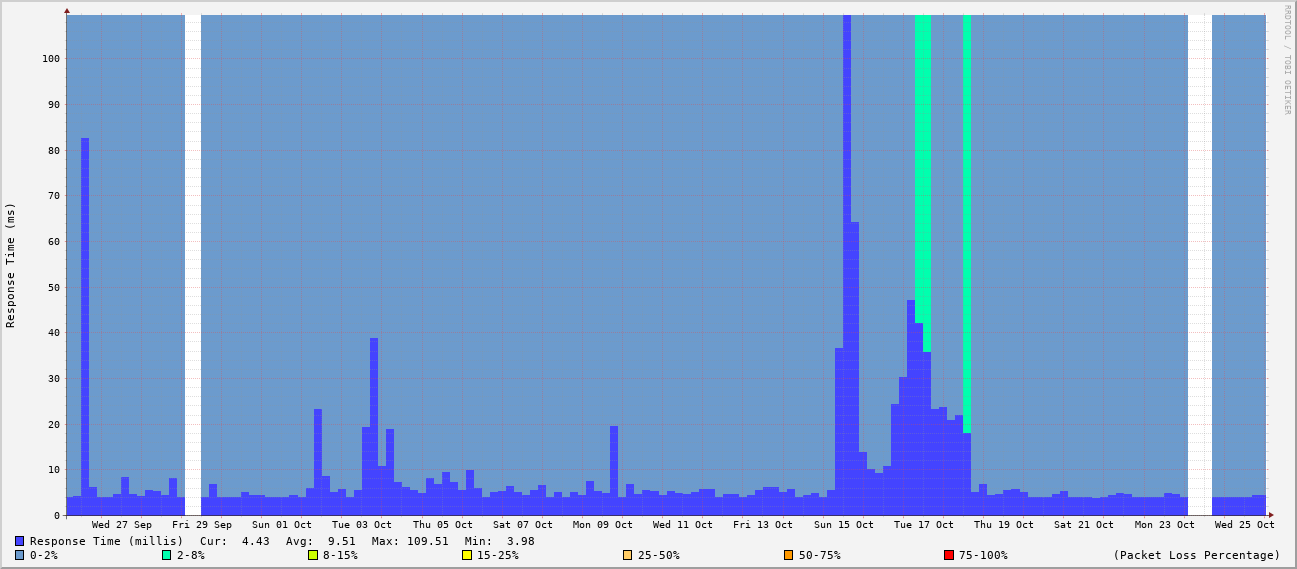 RRDTOOL / TOBI OETIKER
Response Time (ms)
100
90
80
70
60
50
40
30
20
10
0
Wed 27 Sep Fri 29 Sep Sun 01 Oct Tue 03 Oct Thu 05 Oct Sat 07 Oct Mon 09 Oct Wed 11 Oct Fri 13 Oct Sun 15 Oct Tue 17 Oct Thu 19 Oct Sat 21 Oct Mon 23 Oct Wed 25 Oct
Response Time (millis) Cur: 4.43 Avg: 9.51 Max: 109.51 Min: 3.98
0-2% 2-8% 8-15% 15-25% 25-50% 50-75% 75-100% (Packet Loss Percentage)